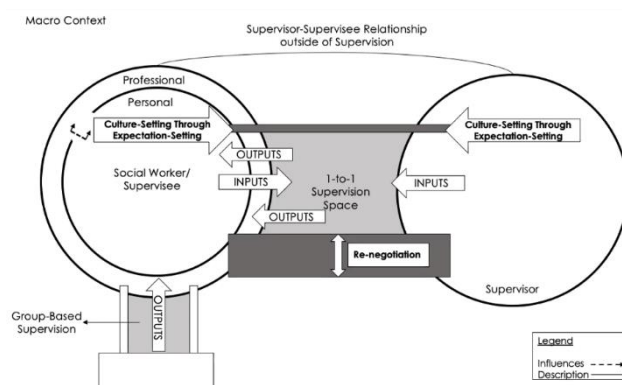 Macro Context
Supervisor-Supervisee Relationship
outside of Supervision
Professional
Personal
Culture-Setting Through
Expectation-Setting
Culture-Setting Through
Expectation-Setting
OUTPUTS
Social Worker/
Supervisee
INPUTS
1-to-1
Supervision
Space
INPUTS
OUTPUTS
Re-negotiation
Supervisor
Group-Based
Supervision
OUTPUTS
Legend
Influences
Description